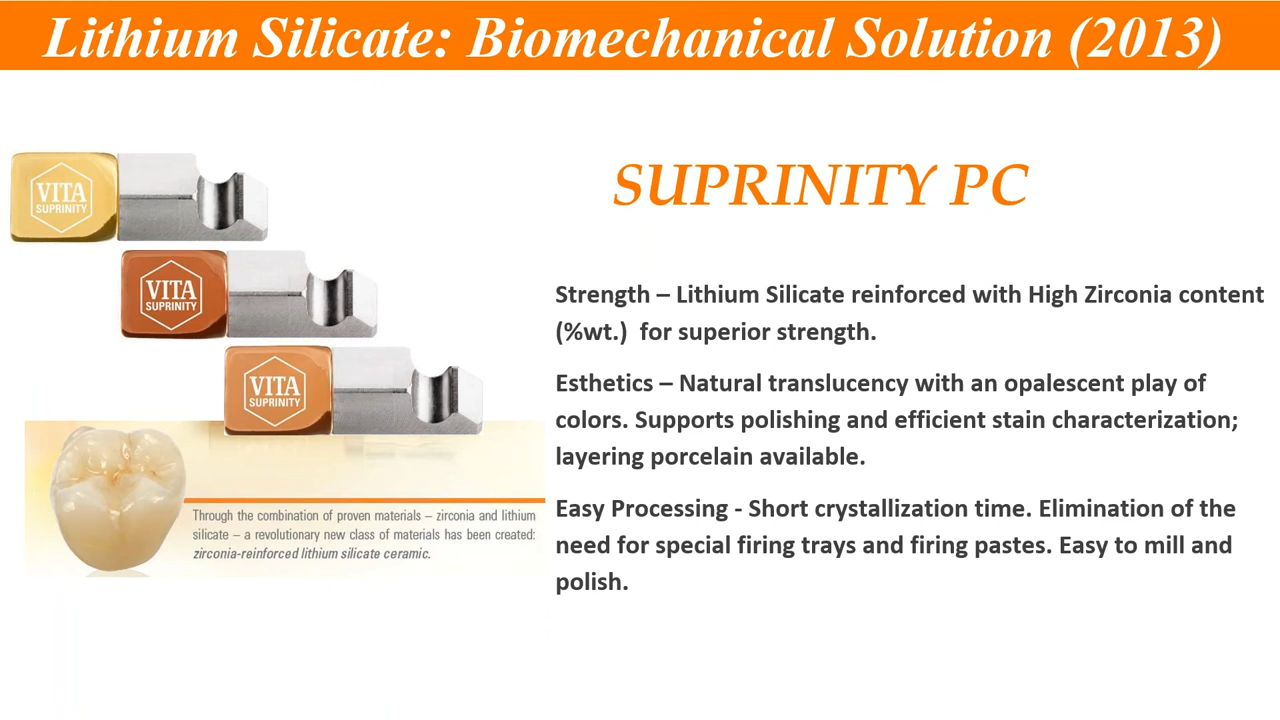 Lithium Silicate: Biomechanical Solution (2013)
VITA
SUPRINITY
VITA
SUPRINITY
VITA
SUPRINITY
Through the combination of proven materials – zirconia and lithium
silicate – a revolutionary new class of materials has been created:
zirconia-reinforced lithium silicate ceramic.
SUPRINITY PC
Strength – Lithium Silicate reinforced with High Zirconia content
(%wt.)  for superior strength.
Esthetics – Natural translucency with an opalescent play of
colors. Supports polishing and efficient stain characterization;
layering porcelain available.
Easy Processing - Short crystallization time. Elimination of the
need for special firing trays and firing pastes. Easy to mill and
polish.